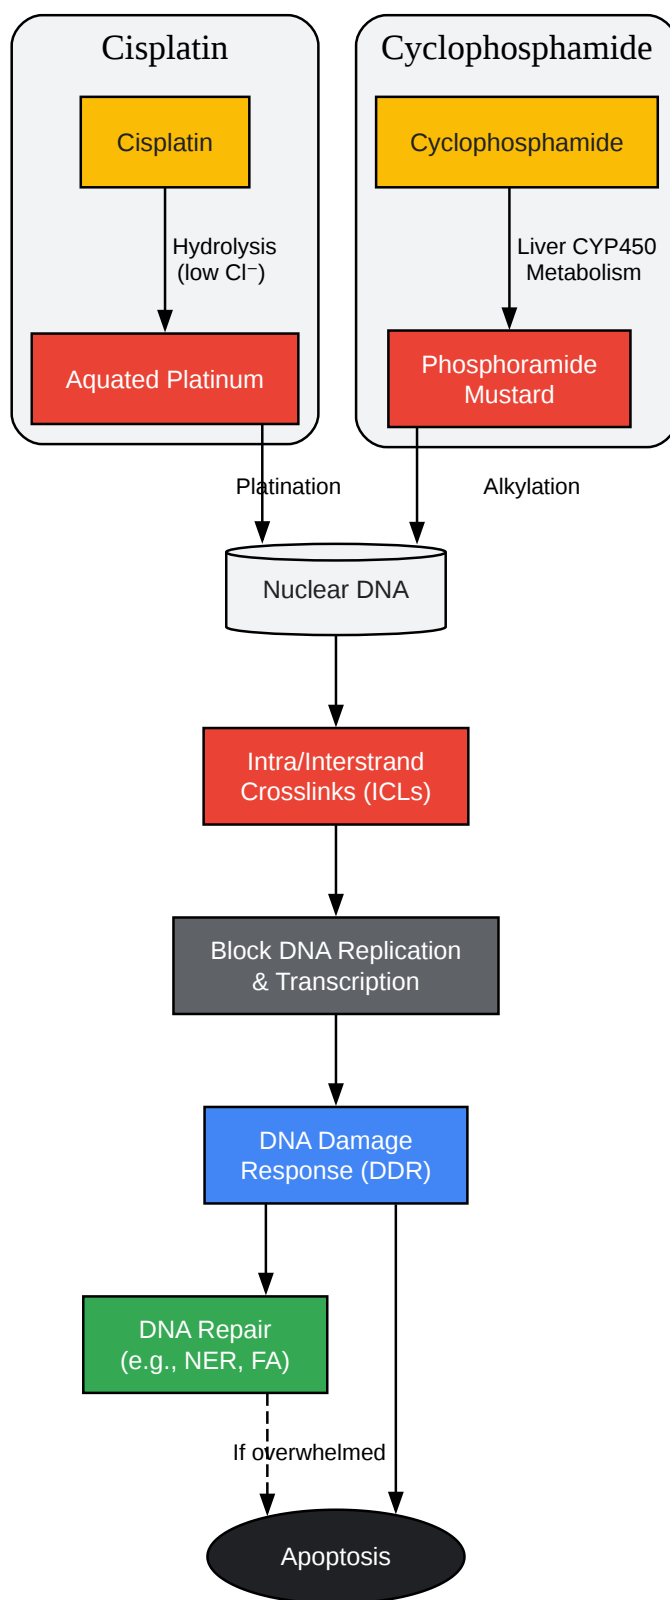 Cisplatin
Cyclophosphamide
Cisplatin
Cyclophosphamide
Hydrolysis
(low Cl⁻)
Liver CYP450
Metabolism
Aquated Platinum
Phosphoramide
Mustard
Platination
Alkylation
Nuclear DNA
Intra/Interstrand
Crosslinks (ICLs)
Block DNA Replication
& Transcription
DNA Damage
Response (DDR)
DNA Repair
(e.g., NER, FA)
If overwhelmed
Apoptosis